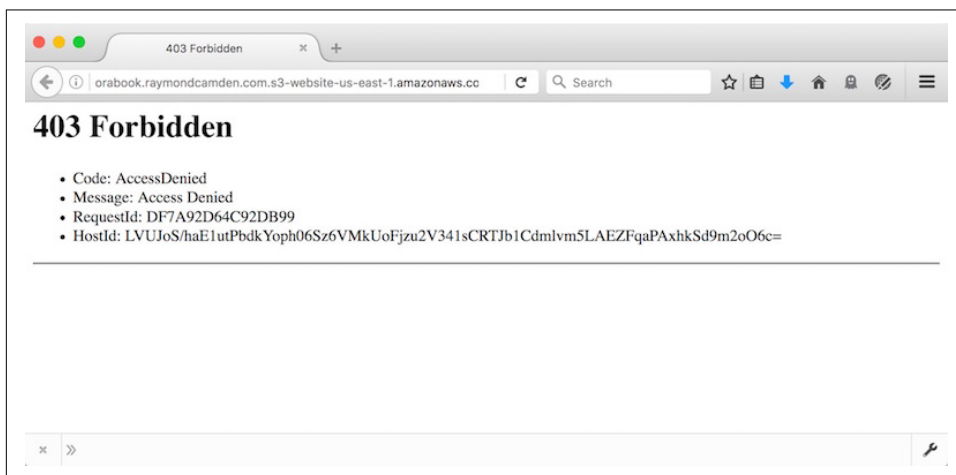 403 Forbidden
orabook.raymondcamden.com.s3-website-us-east-1.amazonaws.cc
Search
403 Forbidden
• Code: AccessDenied
• Message: Access Denied
• RequestId: DF7A92D64C92DB99
• HostId: LVUJoS/haE1utPbdkYoph06Sz6VMkUoFjzu2V341sCRTJb1Cdmlvm5LAEZFqaPAxhkSd9m2oO6c=